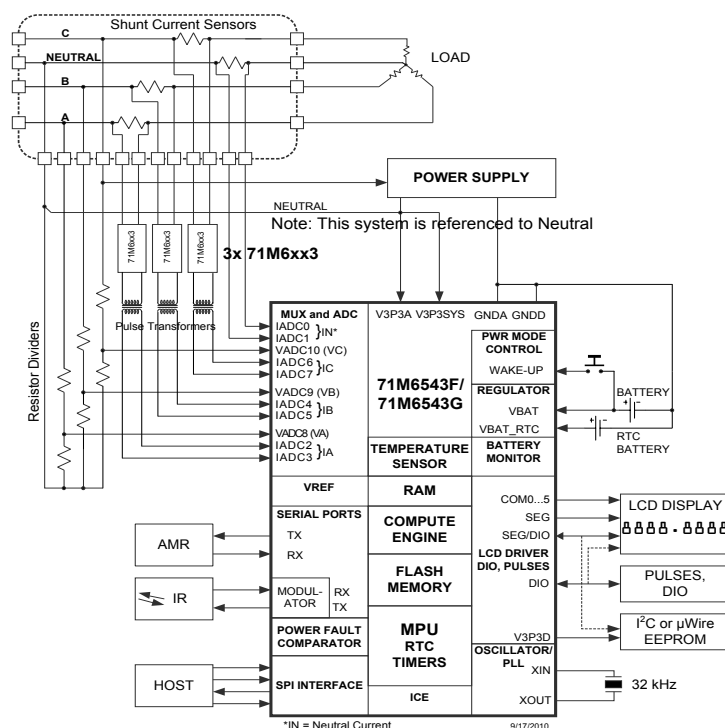 Shunt Current Sensors
C
NEUTRAL
B
A
LOAD
POWER SUPPLY
NEUTRAL
Note: This system is referenced to Neutral
71M6xx3
71M6xx3
71M6xx3
3x 71M6xx3
Pulse Transformers
Resistor Dividers
MUX and ADC
IADC0
IADC1
}IN*
VADC10 (VC)
IADC6
IADC7
}IC
VADC9 (VB)
IADC4
IADC5
}IB
VADC8 (VA)
IADC2
IADC3
}IA
V3P3A
V3P3SYS
GNDA
GNDD
71M6543F/
71M6543G
PWR MODE
CONTROL
WAKE-UP
REGULATOR
VBAT
VBAT_RTC
BATTERY
RTC
BATTERY
TEMPERATURE
SENSOR
BATTERY
MONITOR
VREF
RAM
SERIAL PORTS
TX
RX
AMR
COMPUTE
ENGINE
COM0...5
SEG
SEG/DIO
LCD DRIVER
DIO, PULSES
DIO
LCD DISPLAY
8888.8888
IR
MODUL-
ATOR
RX
TX
FLASH
MEMORY
PULSES,
DIO
POWER FAULT
COMPARATOR
MPU
RTC
TIMERS
V3P3D
I²C or µWire
EEPROM
OSCILLATOR/
PLL
XIN
XOUT
32 kHz
HOST
SPI INTERFACE
ICE
*IN = Neutral Current
9/17/2010